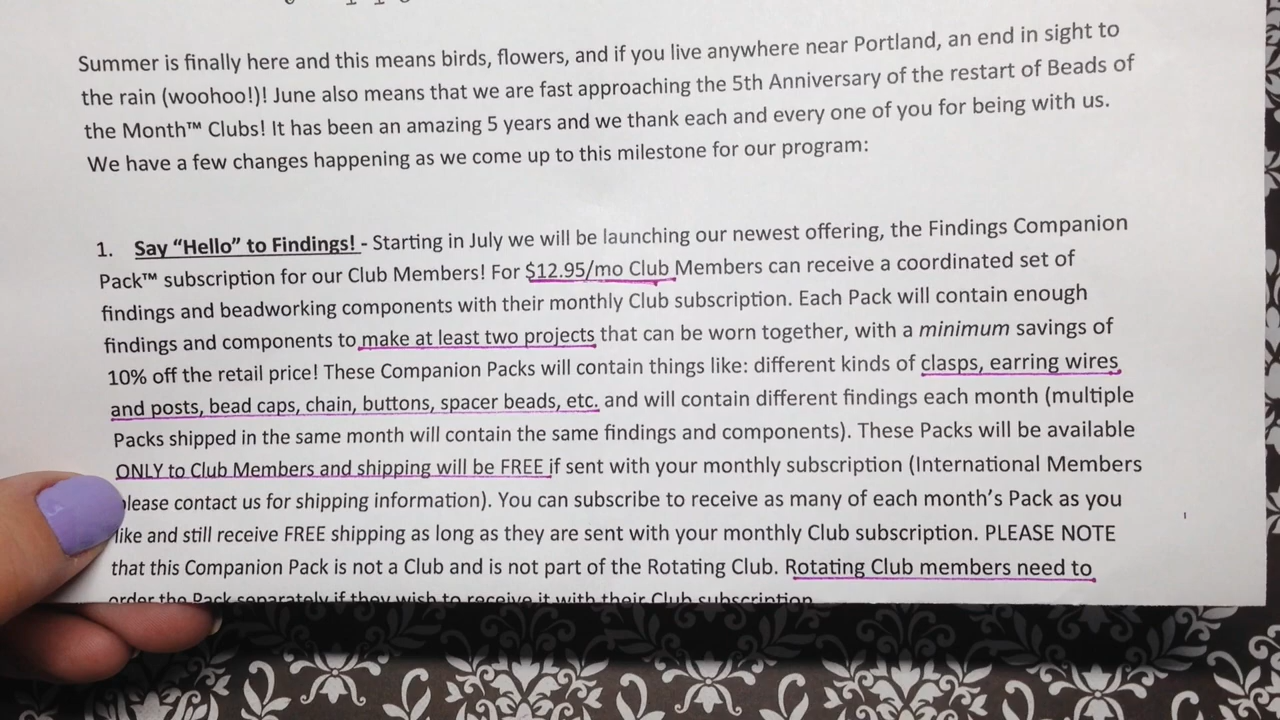 Summer is finally here and this means birds, flowers, and if you live anywhere near Portland, an end in sight to
the rain (woohoo!)! June also means that we are fast approaching the 5th Anniversary of the restart of Beads of
the Month™ Clubs! It has been an amazing 5 years and we thank each and every one of you for being with us.
We have a few changes happening as we come up to this milestone for our program:
1. Say “Hello” to Findings! - Starting in July we will be launching our newest offering, the Findings Companion
Pack™ subscription for our Club Members! For $12.95/mo Club Members can receive a coordinated set of
findings and beadworking components with their monthly Club subscription. Each Pack will contain enough
findings and components to make at least two projects that can be worn together, with a minimum savings of
10% off the retail price! These Companion Packs will contain things like: different kinds of clasps, earring wires
and posts, bead caps, chain, buttons, spacer beads, etc. and will contain different findings each month (multiple
Packs shipped in the same month will contain the same findings and components). These Packs will be available
ONLY to Club Members and shipping will be FREE if sent with your monthly subscription (International Members
please contact us for shipping information). You can subscribe to receive as many of each month’s Pack as you
like and still receive FREE shipping as long as they are sent with your monthly Club subscription. PLEASE NOTE
that this Companion Pack is not a Club and is not part of the Rotating Club. Rotating Club members need to
order the Pack separately if they wish to receive it with their Club subscription.